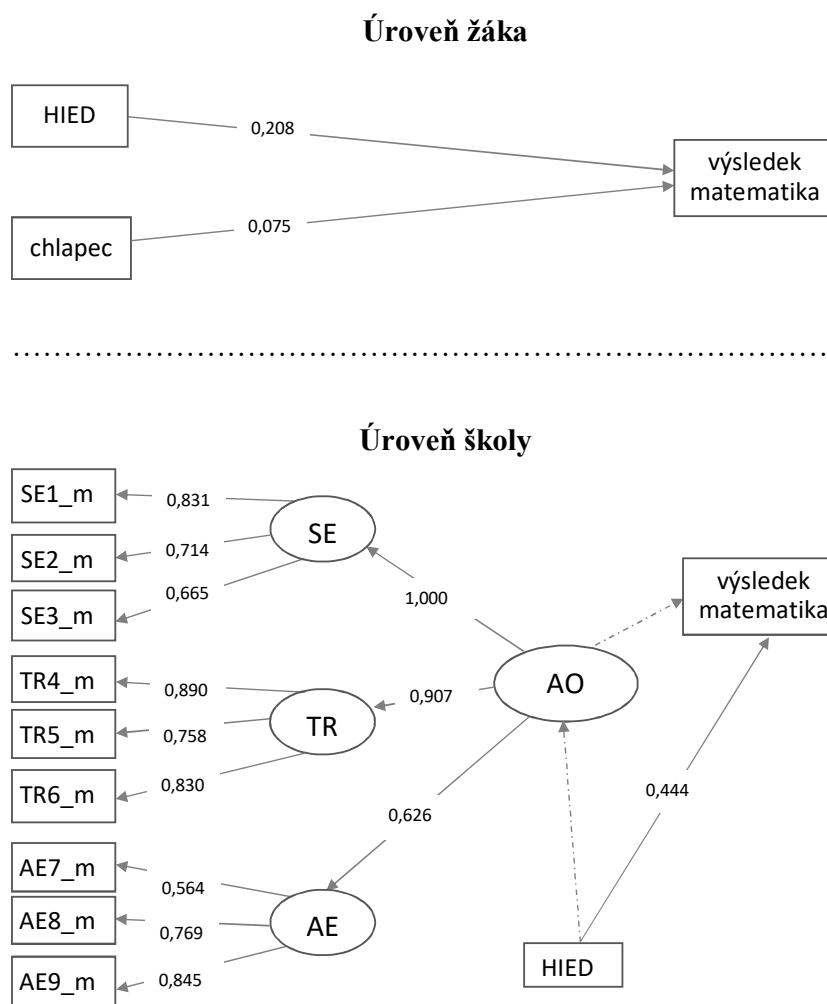 Úroveň žáka
HIED
0,208
výsledek
matematika
0,075
chlapec
Úroveň školy
SE1_m
0,831
SE
SE2_m
0,714
výsledek
matematika
SE3_m
0,665
1,000
TR4_m
0,890
AO
0,907
TR5_m
0,758
TR
TR6_m
0,830
0,444
0,626
AE7_m
0,564
AE8_m
0,769
AE
HIED
AE9_m
0,845